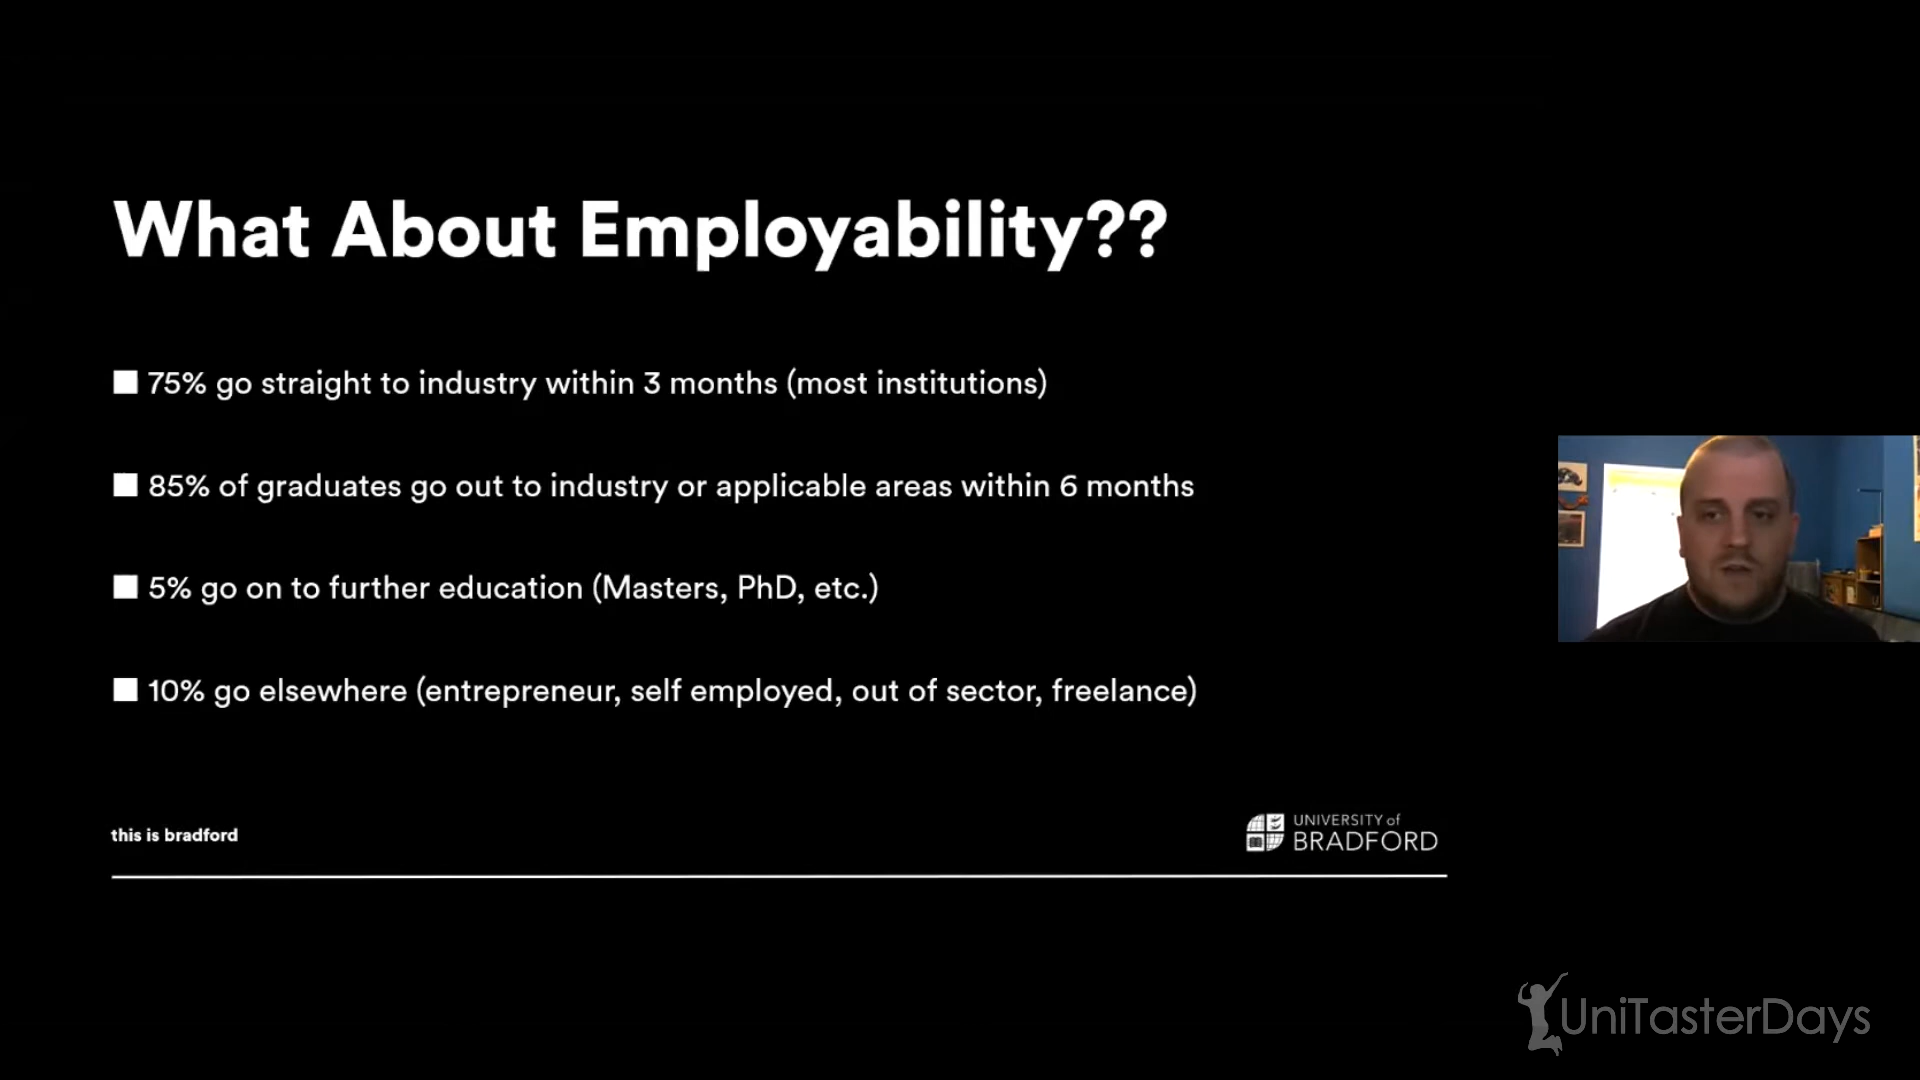 What About Employability??
75% go straight to industry within 3 months (most institutions)
85% of graduates go out to industry or applicable areas within 6 months
5% go on to further education (Masters, PhD, etc.)
10% go elsewhere (entrepreneur, self employed, out of sector, freelance)
this is bradford
UNIVERSITY of
BRADFORD
UniTasterDays